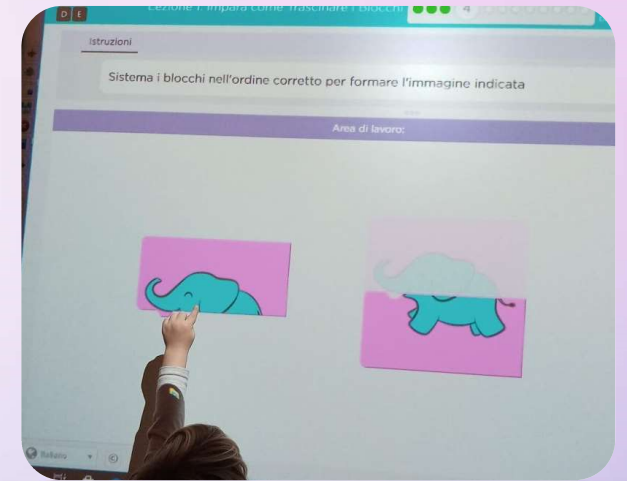 D E
Lezione 1: Impara come trascinare i blocchi
4
Istruzioni
Sistema i blocchi nell'ordine corretto per formare l'immagine indicata
Area di lavoro:
Italiano